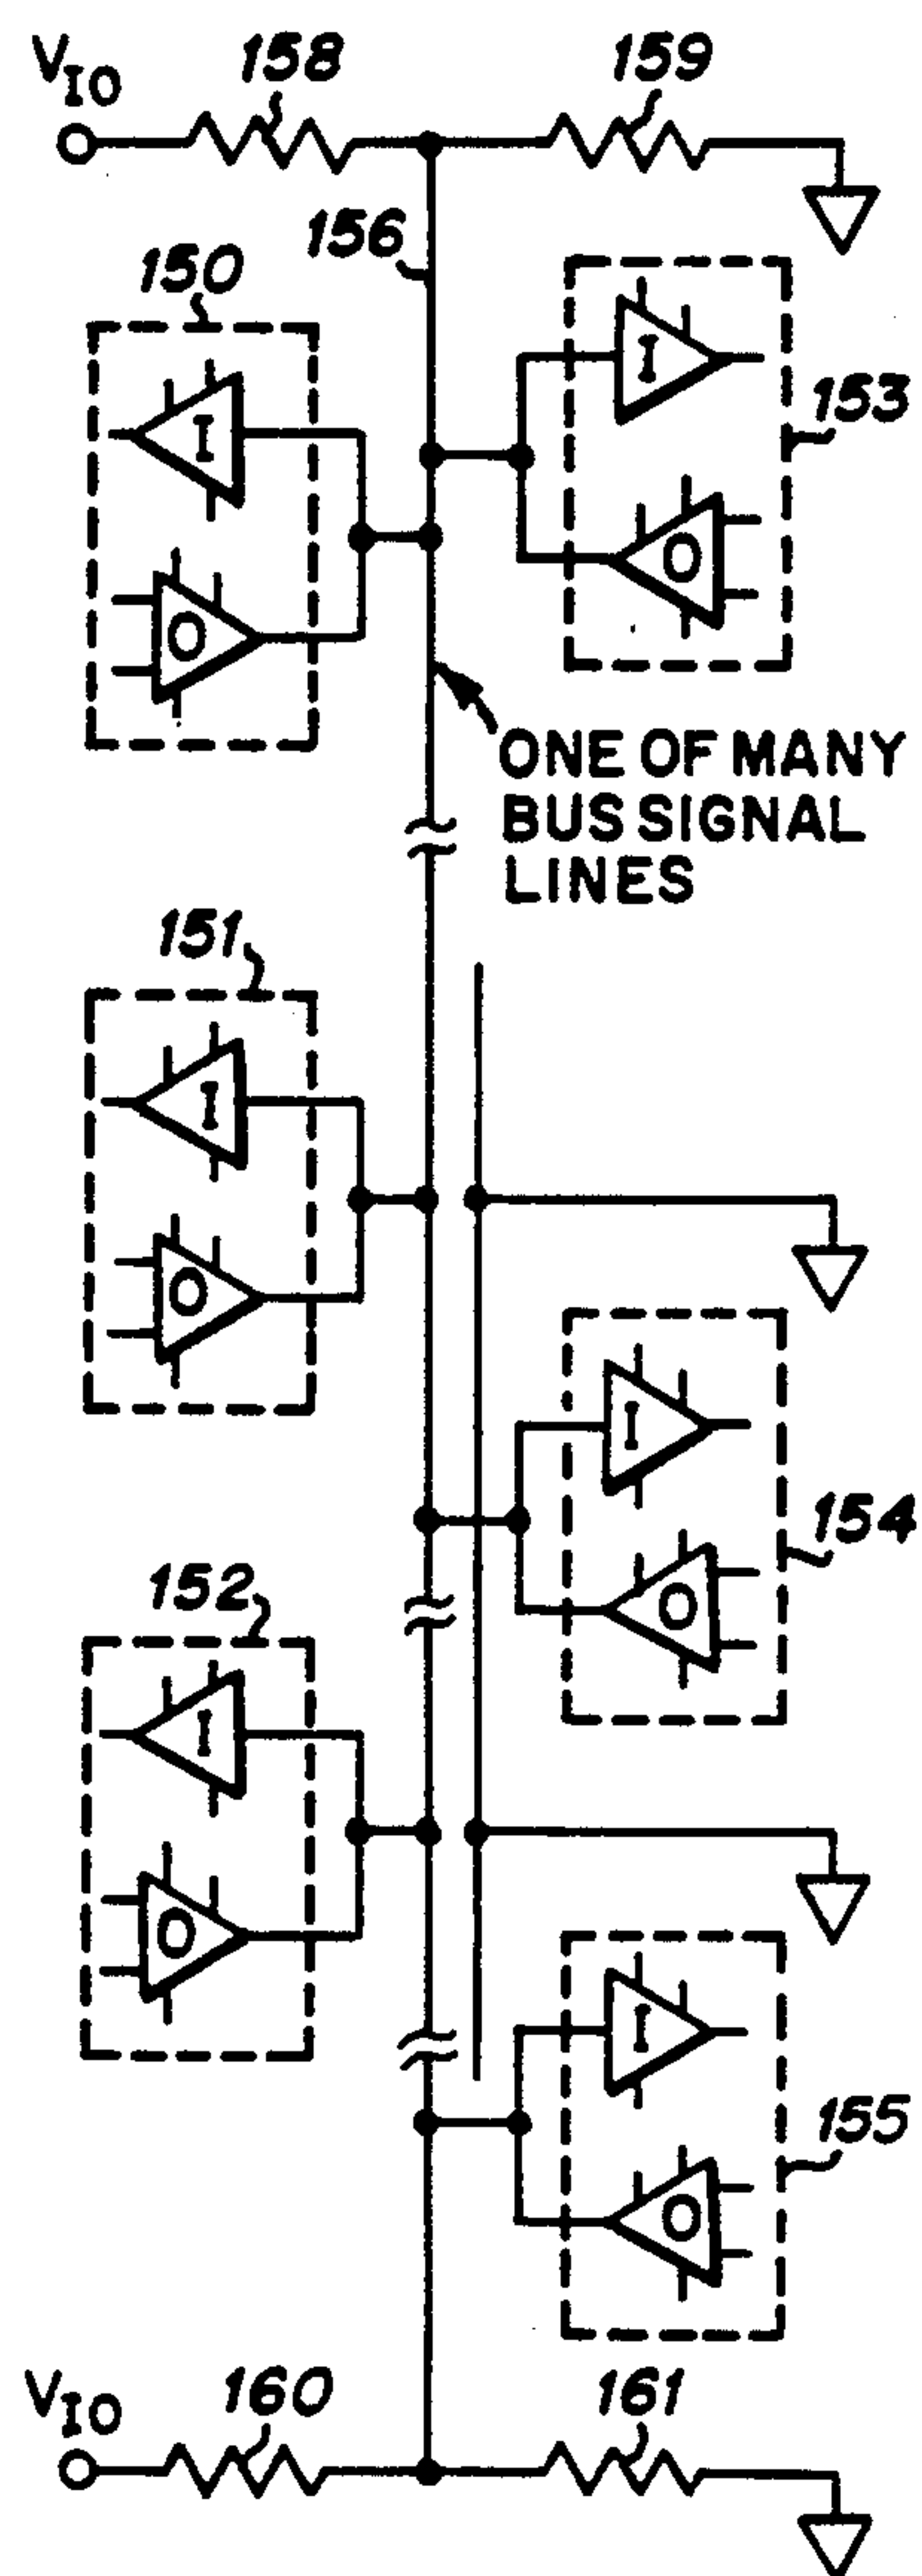 V_IO
158
159
156
150
I
O
I
O
153
ONE OF MANY
BUS SIGNAL
LINES
151
I
O
I
O
154
152
I
O
I
O
155
V_IO
160
161